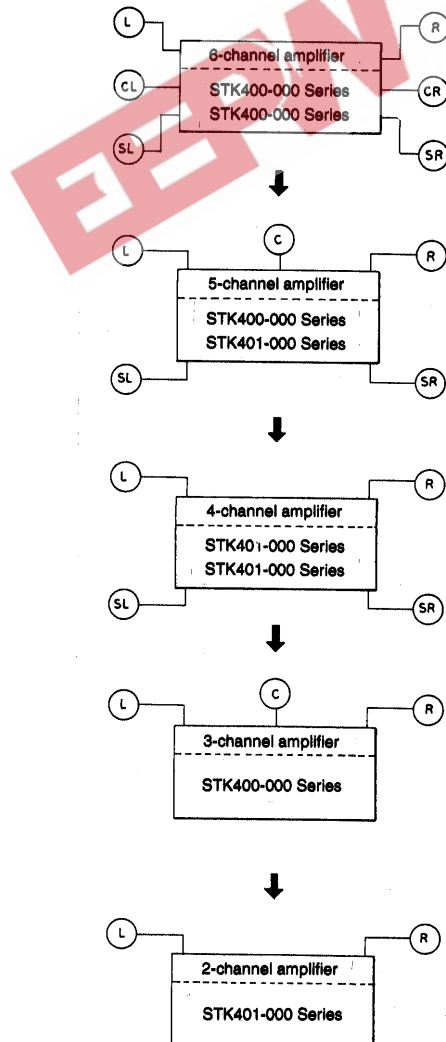 L R
6-channel amplifier
CL STK400-000 Series CR
STK400-000 Series
SL SR
EEPW
C
L R
5-channel amplifier
STK400-000 Series
STK401-000 Series
SL SR
L R
4-channel amplifier
STK401-000 Series
STK401-000 Series
SL SR
C
L R
3-channel amplifier
STK400-000 Series
L R
2-channel amplifier
STK401-000 Series